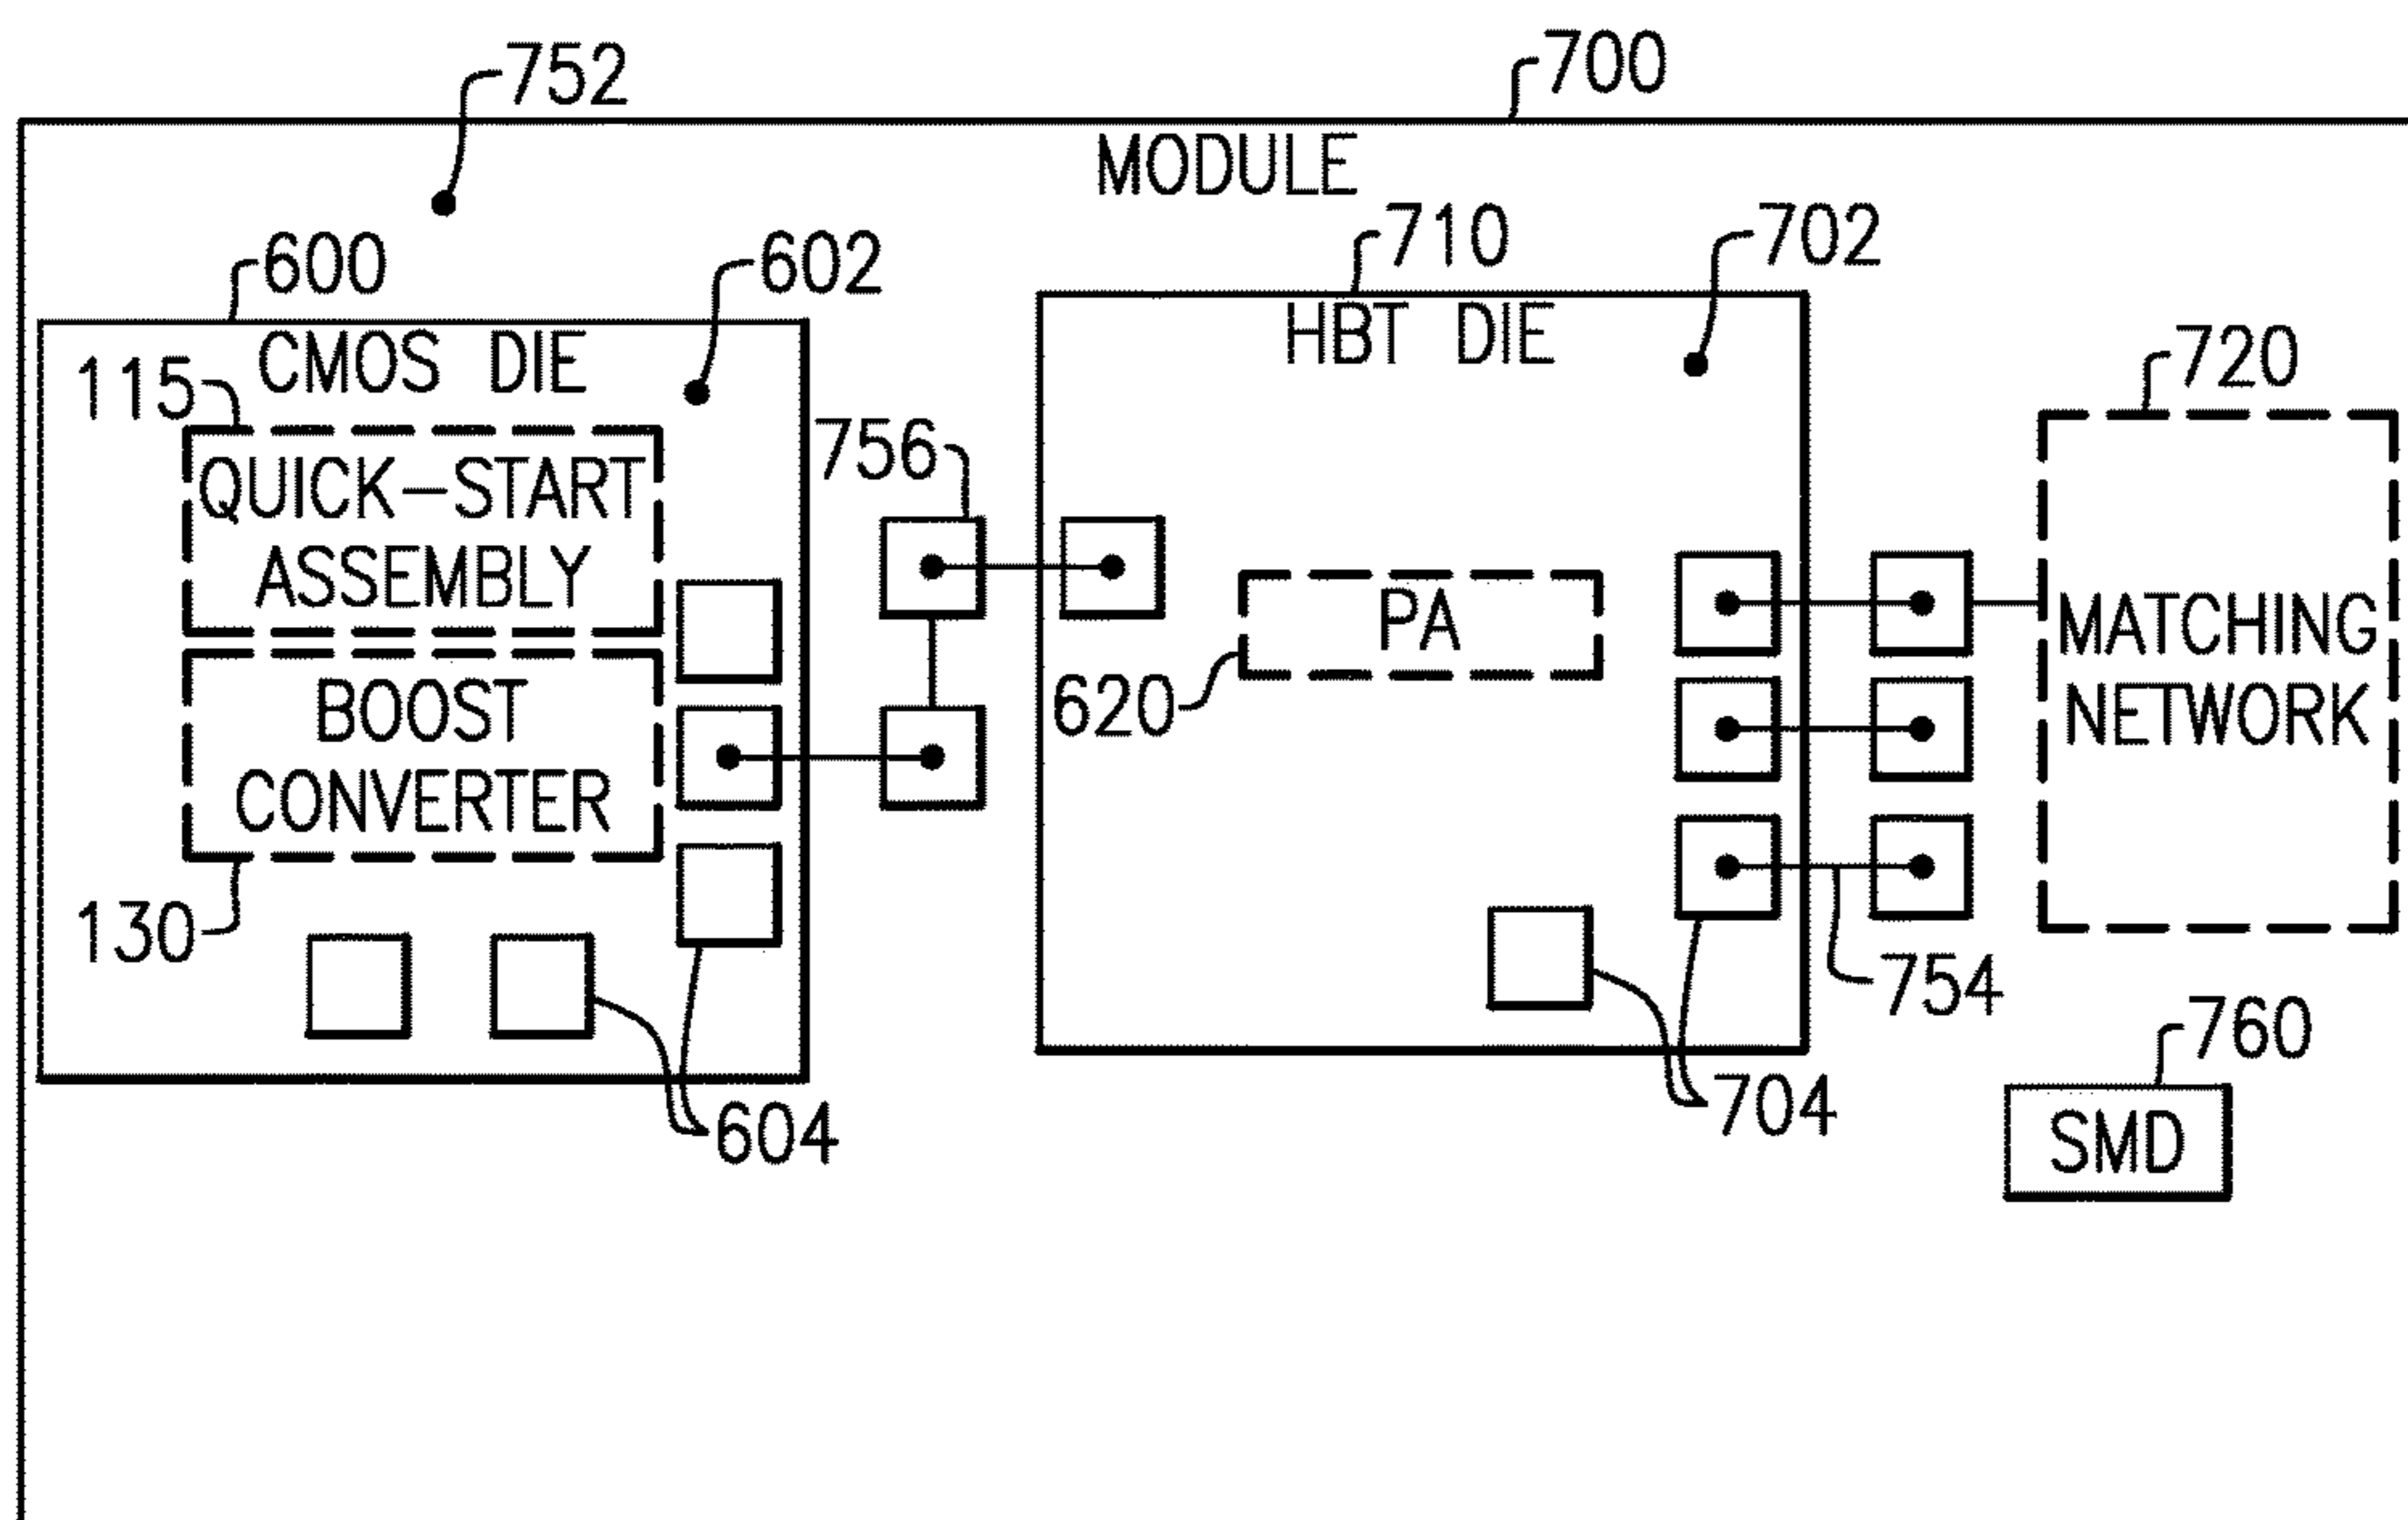 752
700
MODULE
600
602
710
702
CMOS DIE
HBT DIE
720
115
QUICK-START
ASSEMBLY
756
PA
MATCHING
NETWORK
620
BOOST
CONVERTER
130
754
760
604
704
SMD